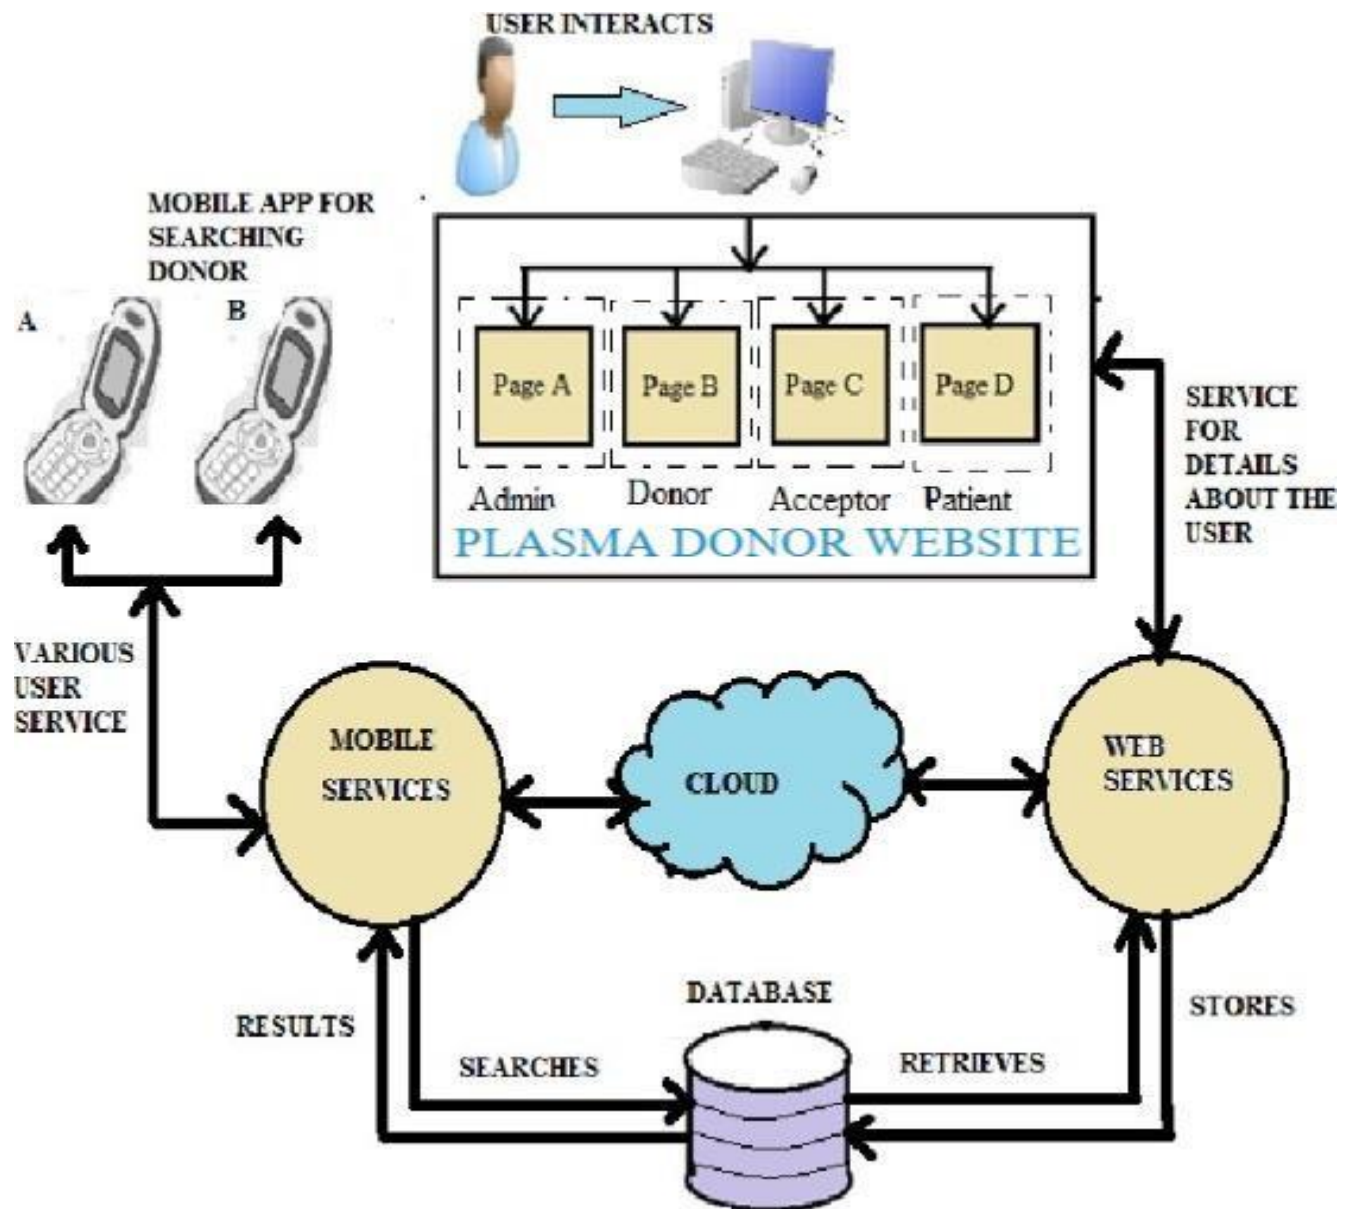 USER INTERACTS
MOBILE APP FOR
SEARCHING
DONOR
A
B
Page A
Page B
Page C
Page D
Admin
Donor
Acceptor
Patient
PLASMA DONOR WEBSITE
SERVICE
FOR
DETAILS
ABOUT THE
USER
VARIOUS
USER
SERVICE
MOBILE
SERVICES
CLOUD
WEB
SERVICES
DATABASE
RESULTS
SEARCHES
RETRIEVES
STORES